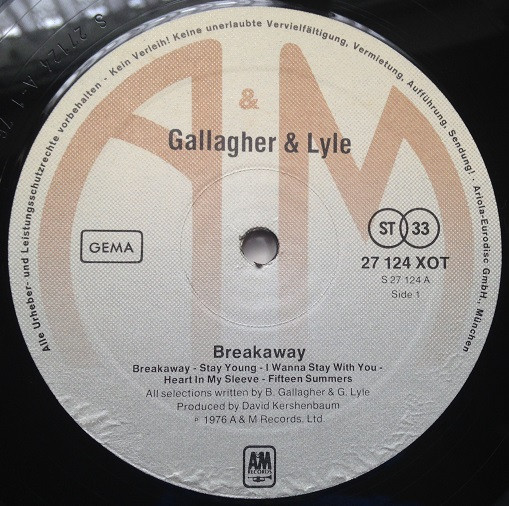 Alle Urheber- und Leistungsschutzrechte vorbehalten - Kein Verleih! Keine unerlaubte Vervielfältigung, Vermietung, Aufführung, Sendung! · Ariola-Eurodisc GmbH., München
S 27124 A-1
A & M
Gallagher & Lyle
GEMA
ST 33
27 124 XOT
S 27 124 A
Side 1
Breakaway
Breakaway - Stay Young - I Wanna Stay With You -
Heart In My Sleeve - Fifteen Summers
All selections written by B. Gallagher & G. Lyle
Produced by David Kershenbaum
℗ 1976 A & M Records, Ltd.
A&M
RECORDS